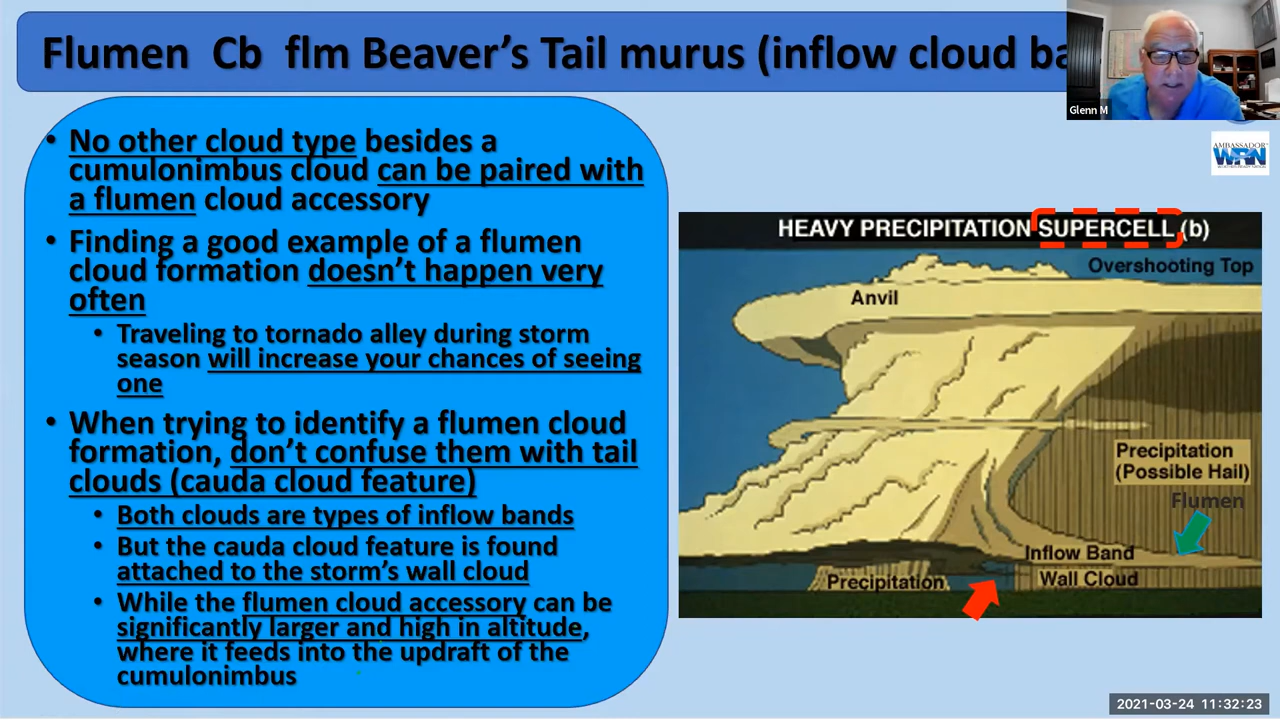 Flumen Cb flm Beaver's Tail murus (inflow cloud ba
Glenn M
AMBASSADOR
WRN
• No other cloud type besides a
cumulonimbus cloud can be paired with
a flumen cloud accessory
• Finding a good example of a flumen
cloud formation doesn't happen very
often
• Traveling to tornado alley during storm
season will increase your chances of seeing
one
• When trying to identify a flumen cloud
formation, don't confuse them with tail
clouds (cauda cloud feature)
• Both clouds are types of inflow bands
• But the cauda cloud feature is found
attached to the storm's wall cloud
• While the flumen cloud accessory can be
significantly larger and high in altitude,
where it feeds into the updraft of the
cumulonimbus
HEAVY PRECIPITATION SUPERCELL (b)
Overshooting Top
Anvil
Precipitation
(Possible Hail)
Flumen
Inflow Band
Wall Cloud
Precipitation
2021-03-24 11:32:23